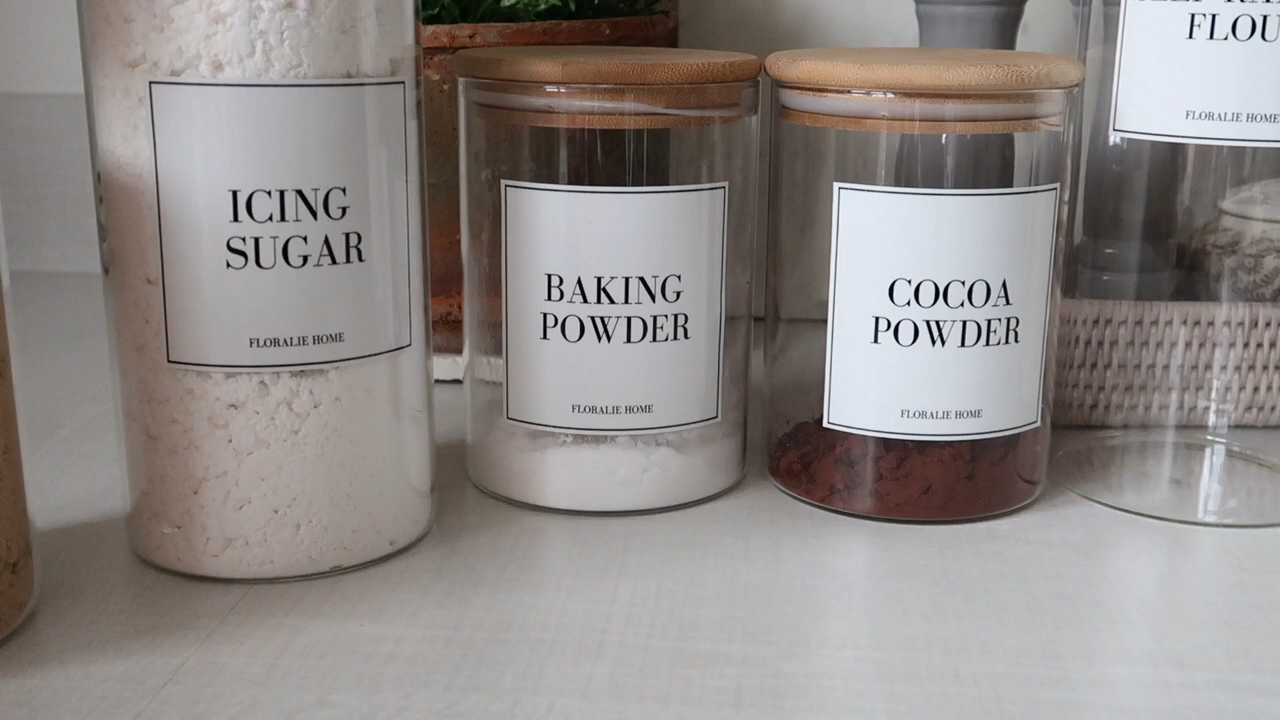 ICING
SUGAR
FLORALIE HOME
BAKING
POWDER
FLORALIE HOME
COCOA
POWDER
FLORALIE HOME
FLOU
FLORALIE HOME